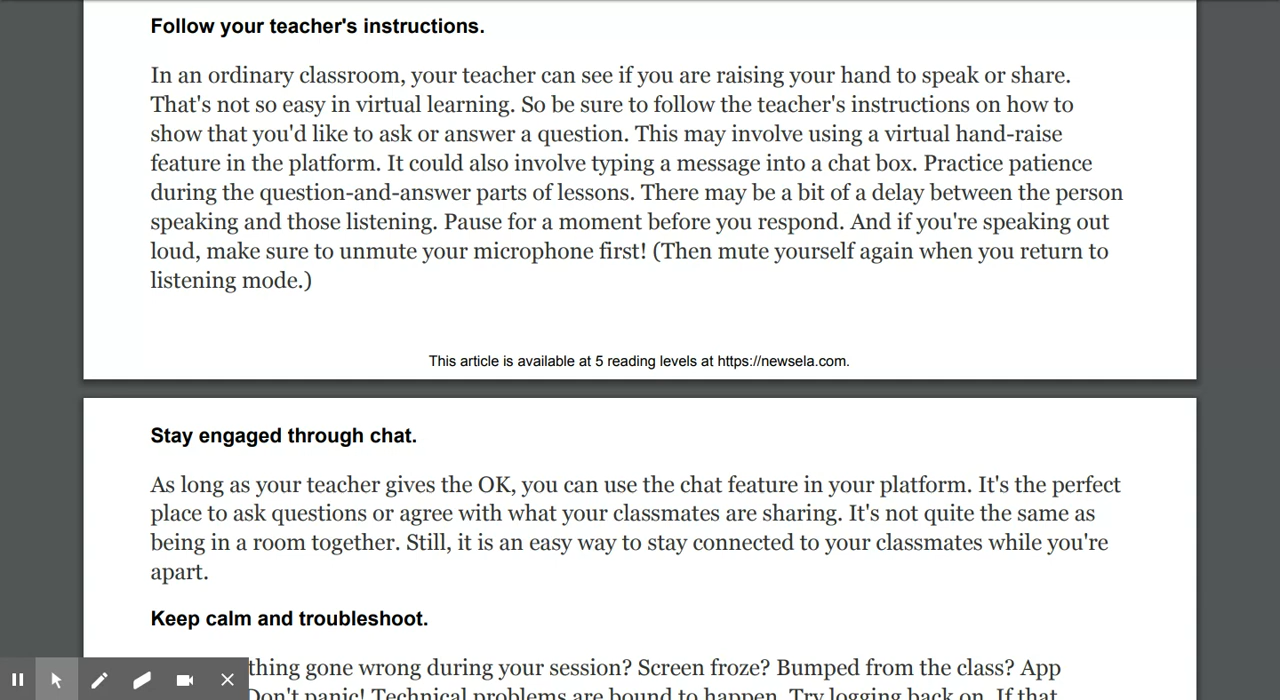 Follow your teacher's instructions.
In an ordinary classroom, your teacher can see if you are raising your hand to speak or share.
That's not so easy in virtual learning. So be sure to follow the teacher's instructions on how to
show that you'd like to ask or answer a question. This may involve using a virtual hand-raise
feature in the platform. It could also involve typing a message into a chat box. Practice patience
during the question-and-answer parts of lessons. There may be a bit of a delay between the person
speaking and those listening. Pause for a moment before you respond. And if you're speaking out
loud, make sure to unmute your microphone first! (Then mute yourself again when you return to
listening mode.)
This article is available at 5 reading levels at https://newsela.com.
Stay engaged through chat.
As long as your teacher gives the OK, you can use the chat feature in your platform. It's the perfect
place to ask questions or agree with what your classmates are sharing. It's not quite the same as
being in a room together. Still, it is an easy way to stay connected to your classmates while you're
apart.
Keep calm and troubleshoot.
thing gone wrong during your session? Screen froze? Bumped from the class? App
Don't panic! Technical problems are bound to happen. Try logging back on. If that